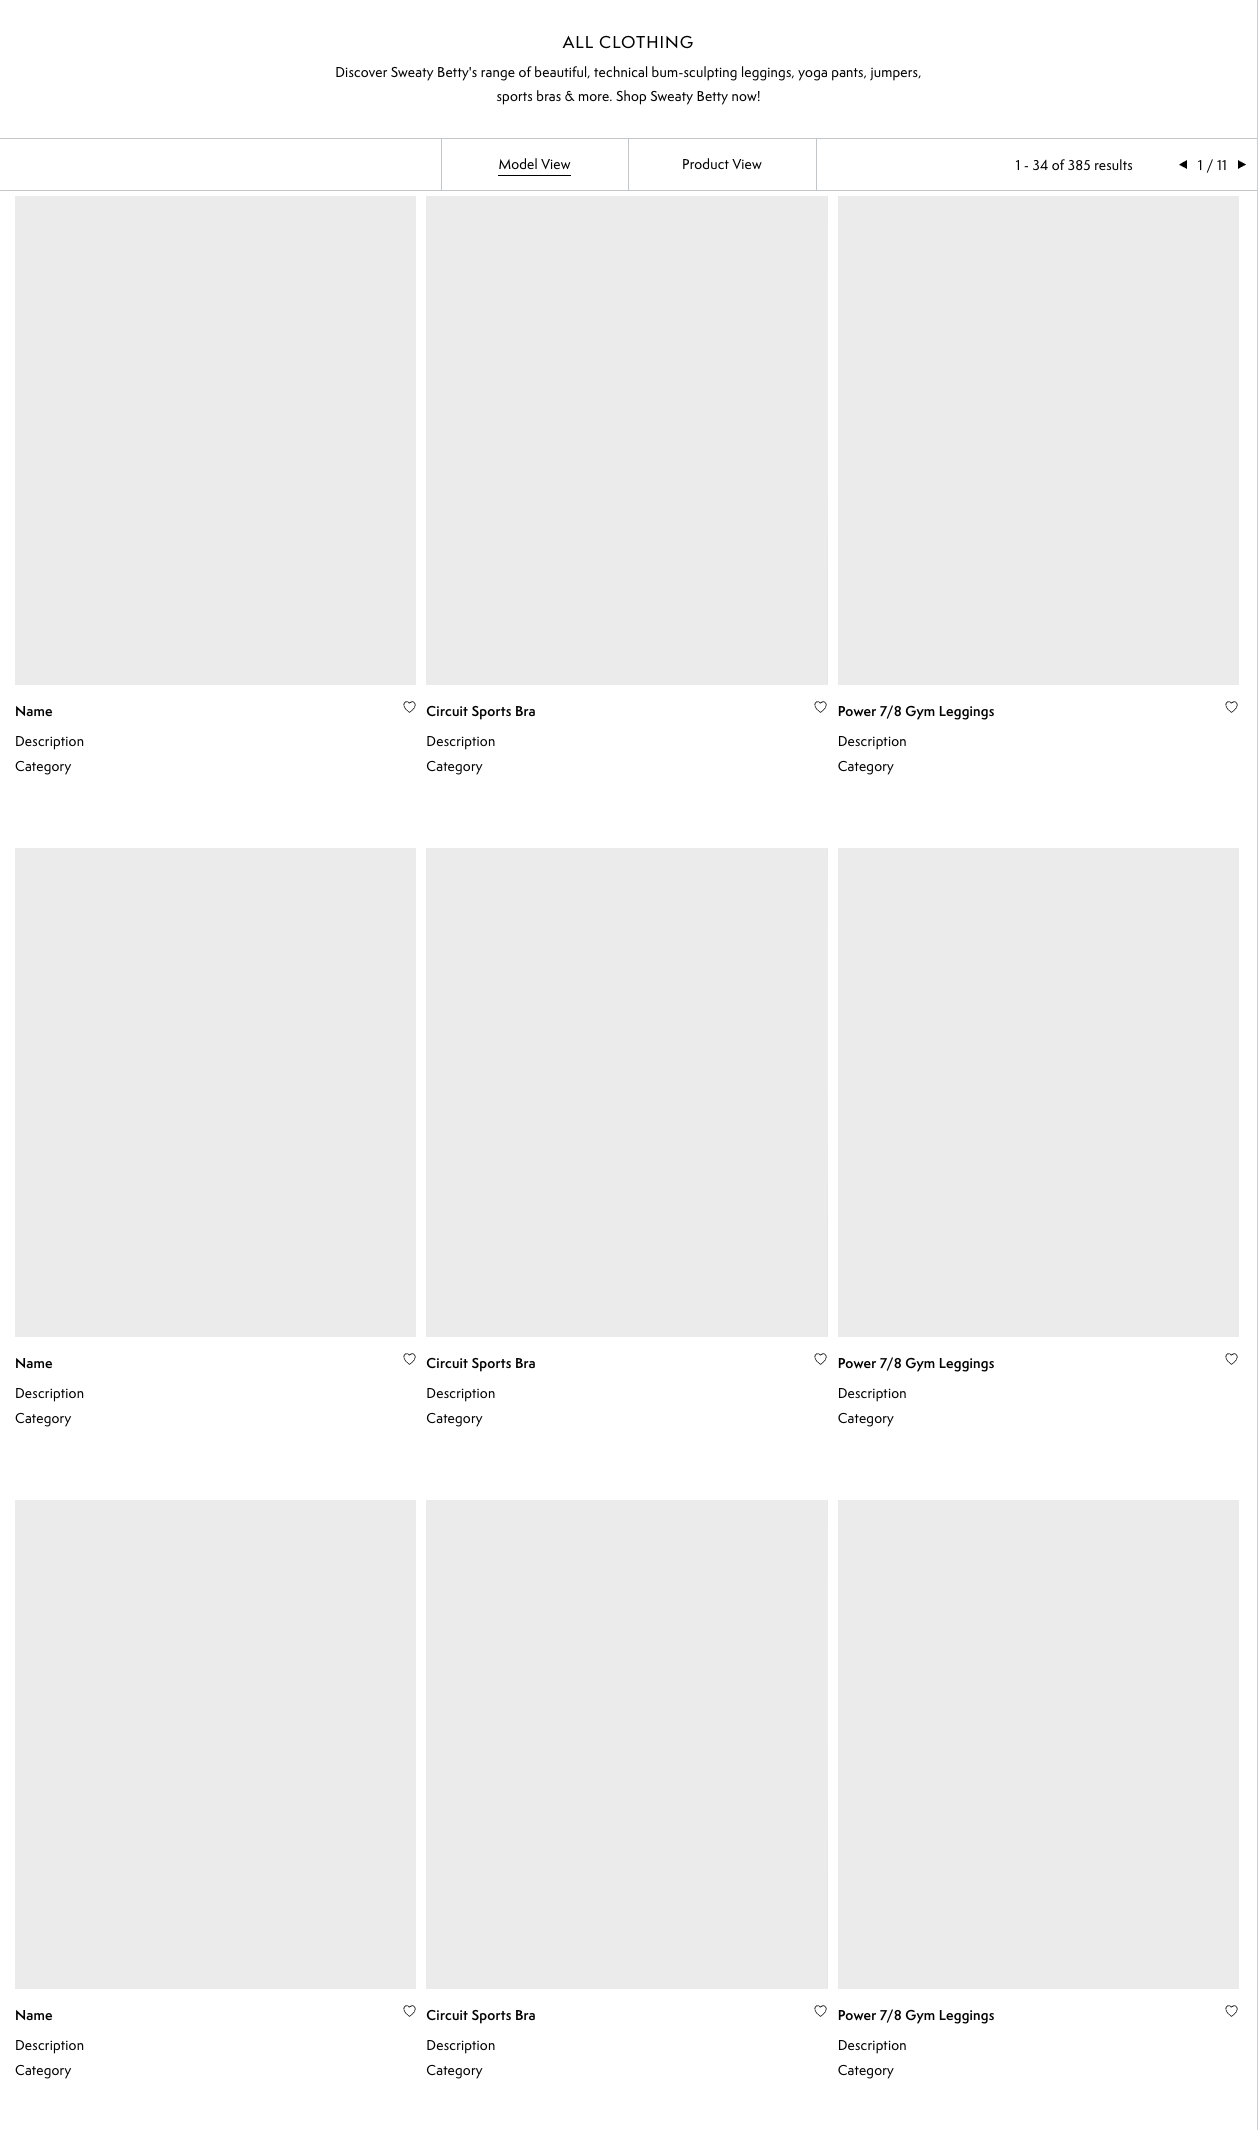 ALL CLOTHING
Discover Sweaty Betty's range of beautiful, technical bum-sculpting leggings, yoga pants, jumpers,
sports bras & more. Shop Sweaty Betty now!
Model View
Product View
1 - 34 of 385 results
1 / 11
Name
Description
Category
Circuit Sports Bra
Description
Category
Power 7/8 Gym Leggings
Description
Category
Name
Description
Category
Circuit Sports Bra
Description
Category
Power 7/8 Gym Leggings
Description
Category
Name
Description
Category
Circuit Sports Bra
Description
Category
Power 7/8 Gym Leggings
Description
Category